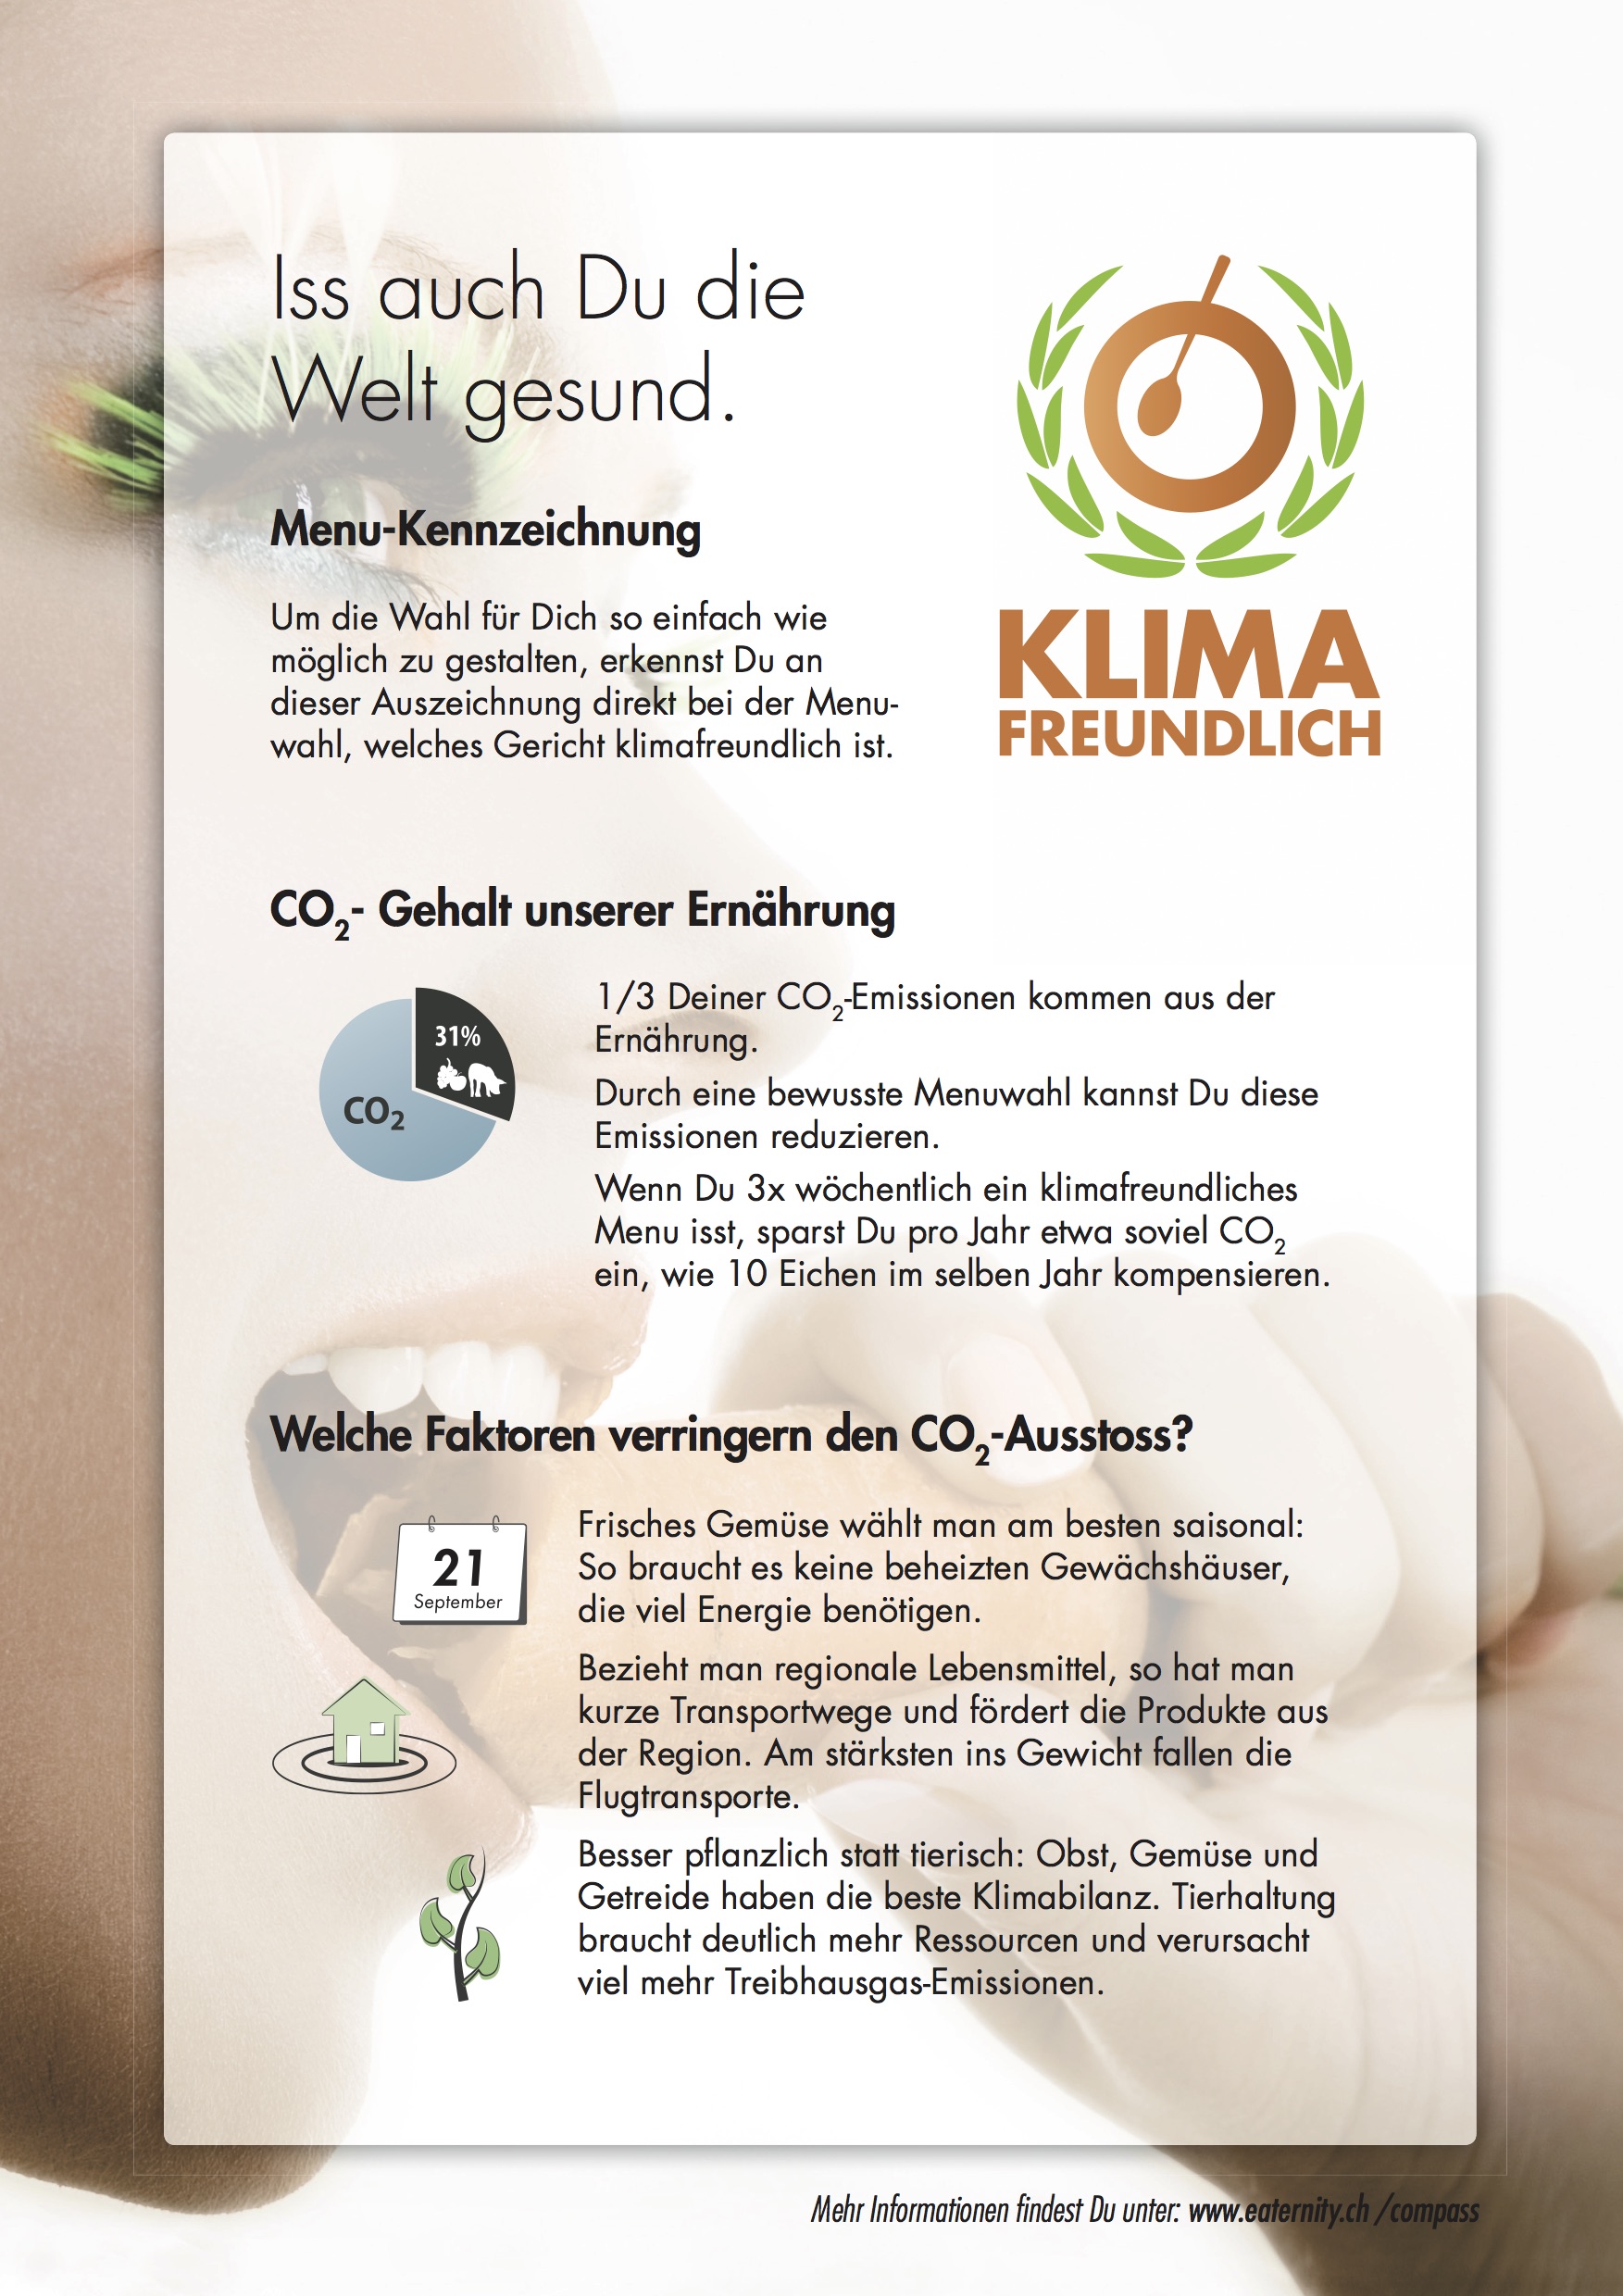 Iss auch Du die
Welt gesund.
Menu-Kennzeichnung
Um die Wahl für Dich so einfach wie
möglich zu gestalten, erkennst Du an
dieser Auszeichnung direkt bei der Menu-
wahl, welches Gericht klimafreundlich ist.
KLIMA
FREUNDLICH
CO₂- Gehalt unserer Ernährung
31%
CO₂
1/3 Deiner CO₂-Emissionen kommen aus der
Ernährung.
Durch eine bewusste Menuwahl kannst Du diese
Emissionen reduzieren.
Wenn Du 3x wöchentlich ein klimafreundliches
Menu isst, sparst Du pro Jahr etwa soviel CO₂
ein, wie 10 Eichen im selben Jahr kompensieren.
Welche Faktoren verringern den CO₂-Ausstoss?
21
September
Frisches Gemüse wählt man am besten saisonal:
So braucht es keine beheizten Gewächshäuser,
die viel Energie benötigen.
Bezieht man regionale Lebensmittel, so hat man
kurze Transportwege und fördert die Produkte aus
der Region. Am stärksten ins Gewicht fallen die
Flugtransporte.
Besser pflanzlich statt tierisch: Obst, Gemüse und
Getreide haben die beste Klimabilanz. Tierhaltung
braucht deutlich mehr Ressourcen und verursacht
viel mehr Treibhausgas-Emissionen.
Mehr Informationen findest Du unter: www.eaternity.ch /compass